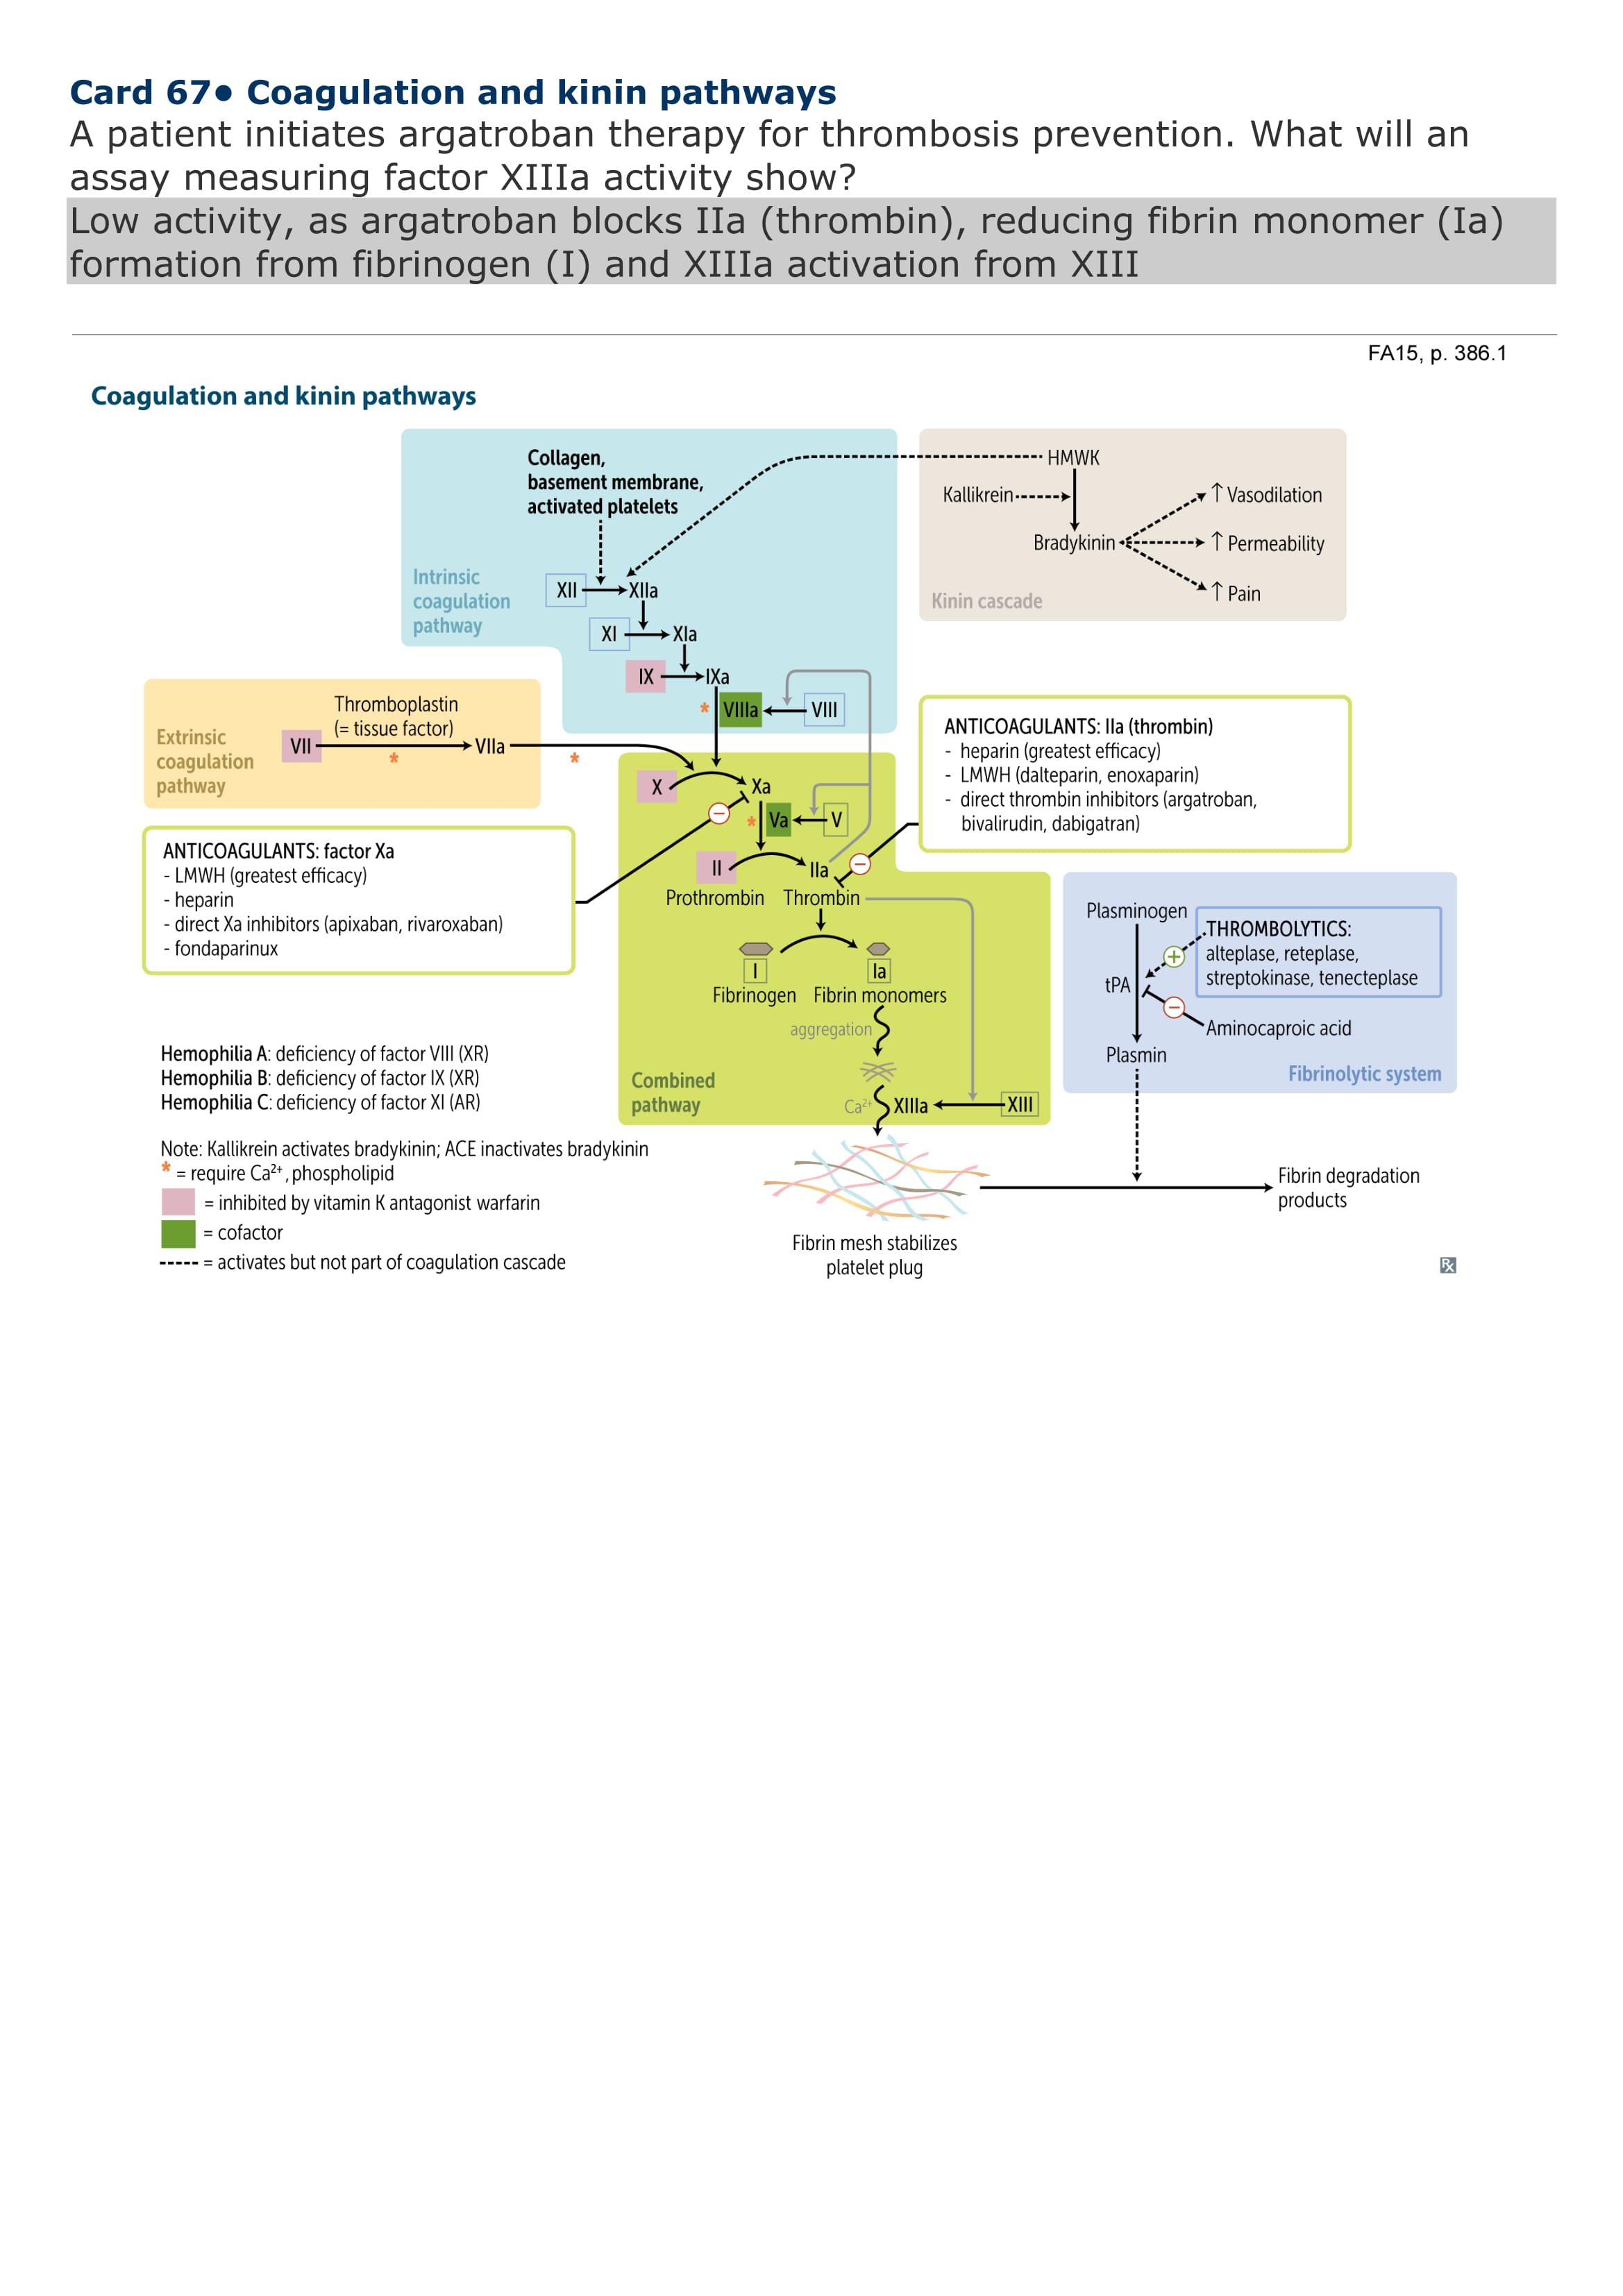 Card 67● Coagulation and kinin pathways
A patient initiates argatroban therapy for thrombosis prevention. What will an
assay measuring factor XIIIa activity show?
Low activity, as argatroban blocks IIa (thrombin), reducing fibrin monomer (Ia)
formation from fibrinogen (I) and XIIIa activation from XIII
FA15, p. 386.1
Coagulation and kinin pathways
Collagen,
basement membrane,
activated platelets
HMWK
Kallikrein
Bradykinin
↑ Vasodilation
↑ Permeability
↑ Pain
Kinin cascade
Intrinsic
coagulation
pathway
XII
XIIa
XI
XIa
IX
IXa
* VIIIa
VIII
Thromboplastin
(= tissue factor)
Extrinsic
coagulation
pathway
VII
*
VIIa
*
ANTICOAGULANTS: IIa (thrombin)
- heparin (greatest efficacy)
- LMWH (dalteparin, enoxaparin)
- direct thrombin inhibitors (argatroban,
bivalirudin, dabigatran)
X
Xa
−
* Va
V
ANTICOAGULANTS: factor Xa
- LMWH (greatest efficacy)
- heparin
- direct Xa inhibitors (apixaban, rivaroxaban)
- fondaparinux
II
IIa
−
Prothrombin
Thrombin
I
Ia
Fibrinogen
Fibrin monomers
aggregation
Ca²⁺
XIIIa
XIII
Combined
pathway
Plasminogen
THROMBOLYTICS:
alteplase, reteplase,
streptokinase, tenecteplase
+
tPA
−
Aminocaproic acid
Plasmin
Fibrinolytic system
Hemophilia A: deficiency of factor VIII (XR)
Hemophilia B: deficiency of factor IX (XR)
Hemophilia C: deficiency of factor XI (AR)
Note: Kallikrein activates bradykinin; ACE inactivates bradykinin
* = require Ca²⁺, phospholipid
= inhibited by vitamin K antagonist warfarin
= cofactor
= activates but not part of coagulation cascade
Fibrin degradation
products
Fibrin mesh stabilizes
platelet plug
Rx